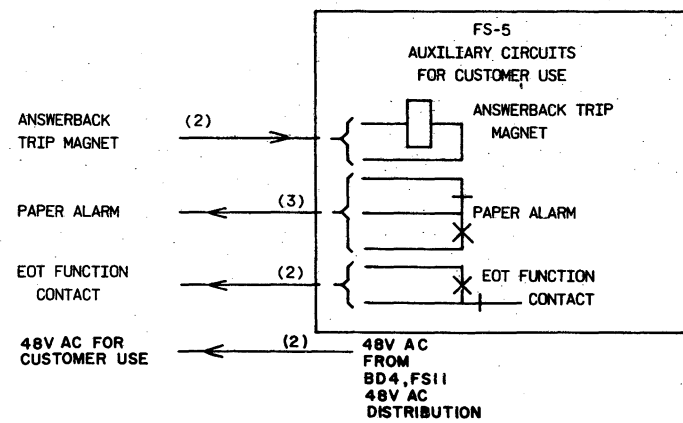 FS-5
AUXILIARY CIRCUITS
FOR CUSTOMER USE
ANSWERBACK
TRIP MAGNET
(2)
ANSWERBACK TRIP
MAGNET
PAPER ALARM
(3)
PAPER ALARM
EOT FUNCTION
CONTACT
(2)
EOT FUNCTION
CONTACT
48V AC FOR
CUSTOMER USE
(2)
48V AC
FROM
BD4,FS11
48V AC
DISTRIBUTION